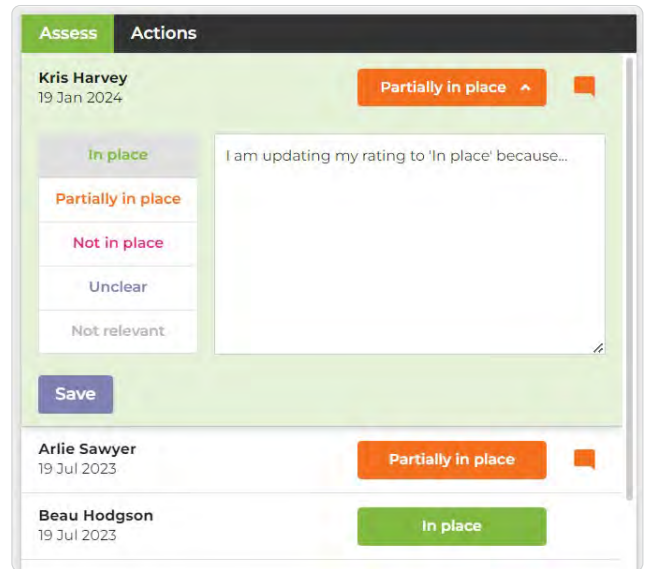 Assess Actions
Kris Harvey
19 Jan 2024
Partially in place
In place
Partially in place
Not in place
Unclear
Not relevant
I am updating my rating to 'In place' because...
Save
Arlie Sawyer
19 Jul 2023
Partially in place
Beau Hodgson
19 Jul 2023
In place